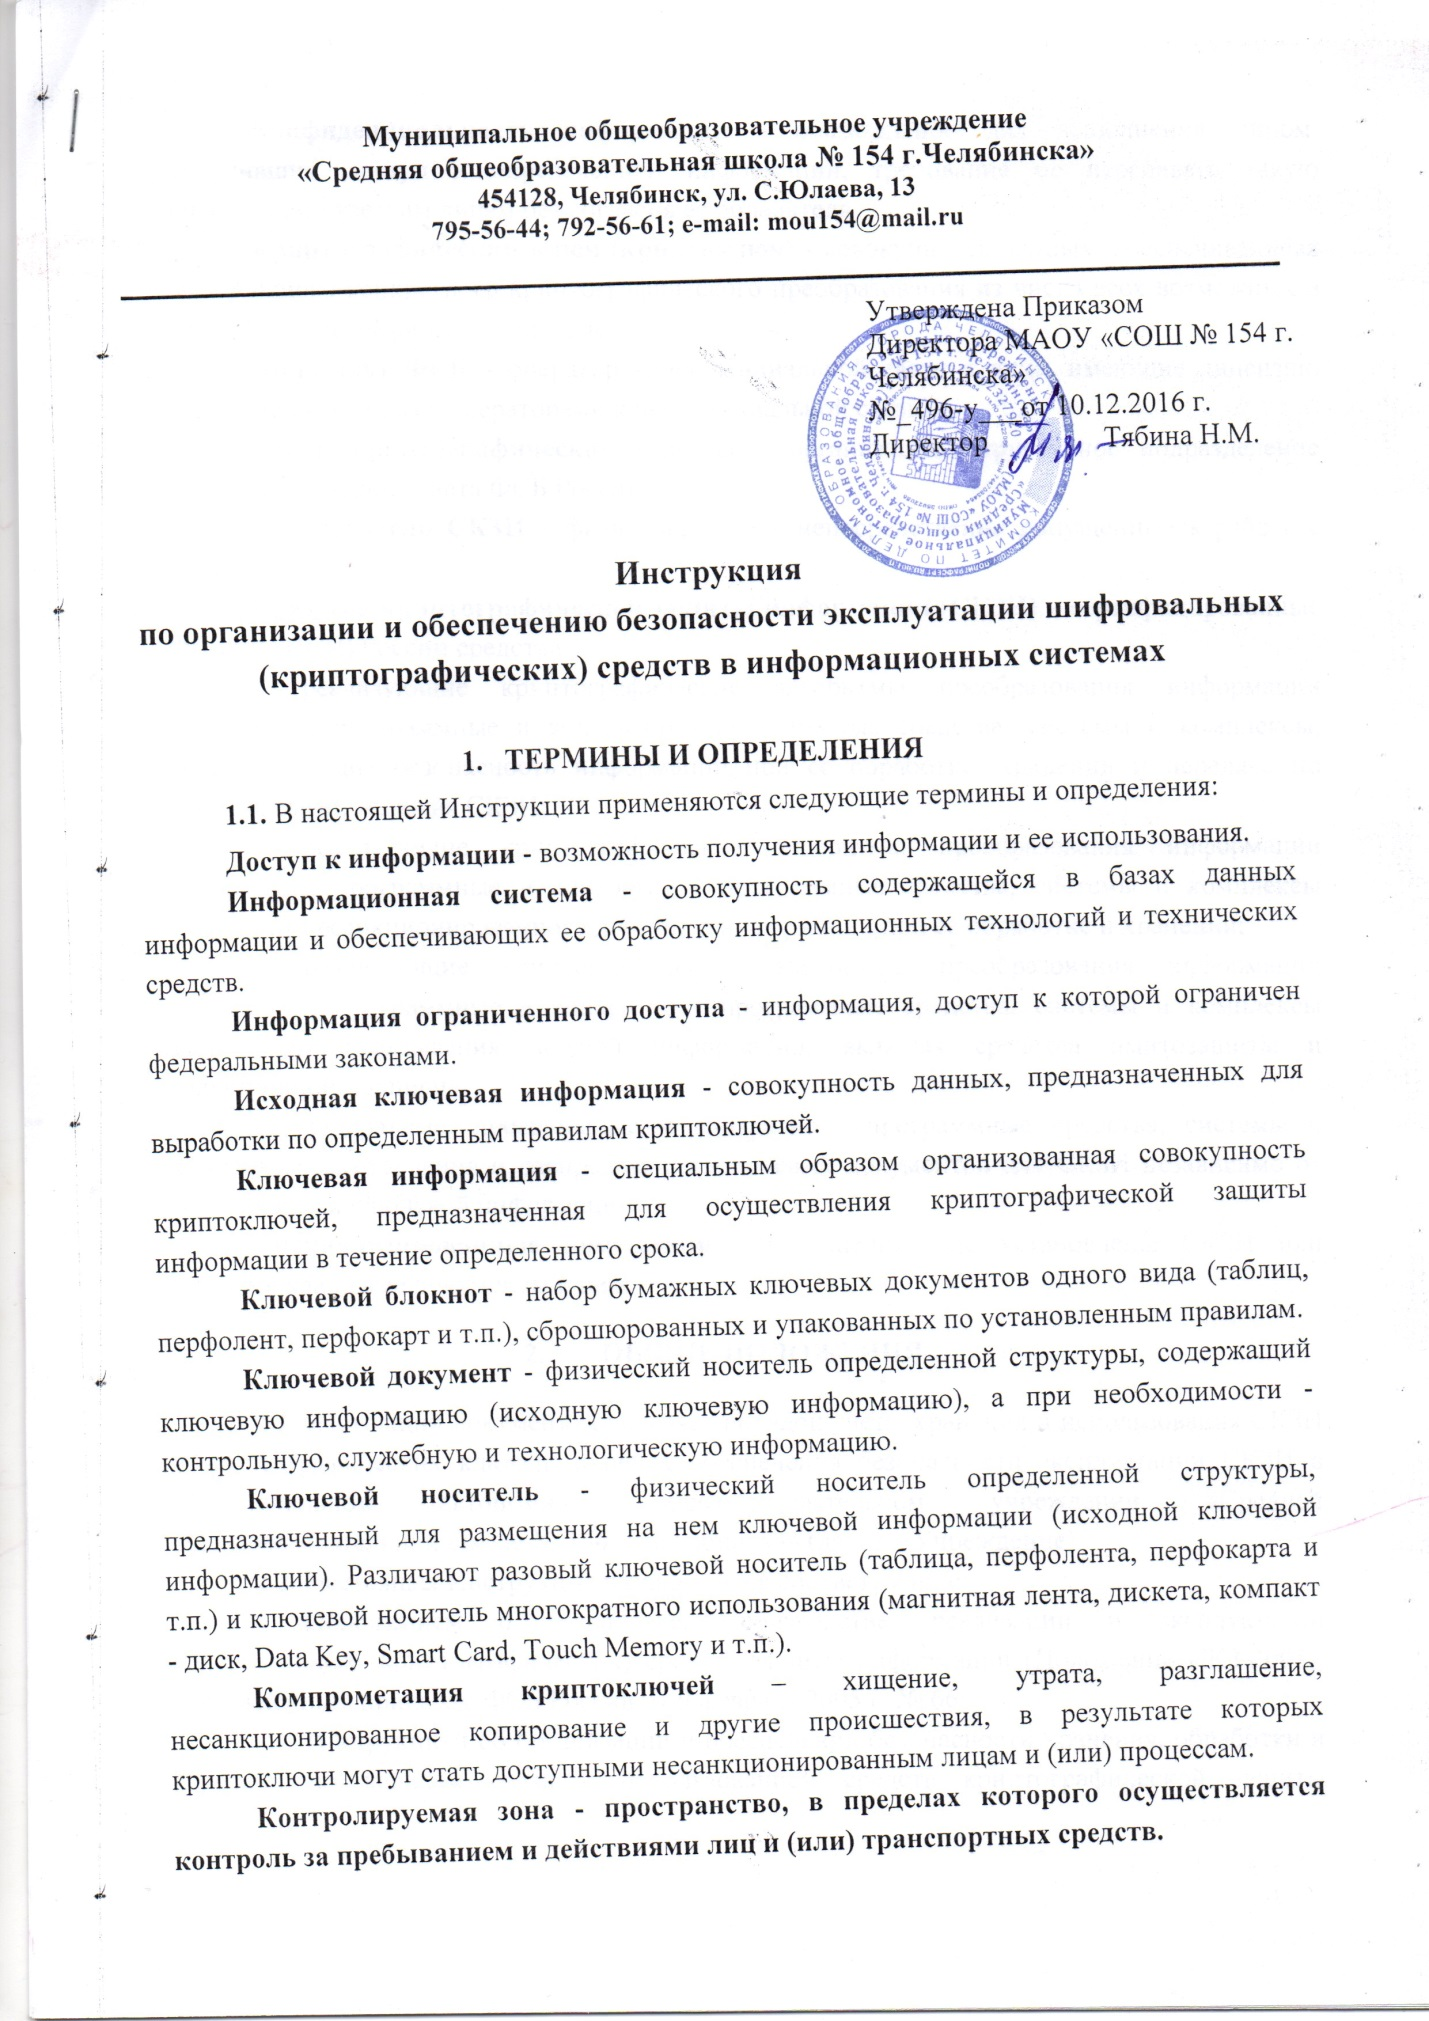 Муниципальное общеобразовательное учреждение
«Средняя общеобразовательная школа № 154 г.Челябинска»
454128, Челябинск, ул. С.Юлаева, 13
795-56-44; 792-56-61; e-mail: mou154@mail.ru
Утверждена Приказом
Директора МАОУ «СОШ № 154 г.
Челябинска»
№_496-у___от 10.12.2016 г.
Директор Тябина Н.М.
Инструкция
по организации и обеспечению безопасности эксплуатации шифровальных
(криптографических) средств в информационных системах
1. ТЕРМИНЫ И ОПРЕДЕЛЕНИЯ
1.1. В настоящей Инструкции применяются следующие термины и определения:
Доступ к информации - возможность получения информации и ее использования.
Информационная система - совокупность содержащейся в базах данных
информации и обеспечивающих ее обработку информационных технологий и технических
средств.
Информация ограниченного доступа - информация, доступ к которой ограничен
федеральными законами.
Исходная ключевая информация - совокупность данных, предназначенных для
выработки по определенным правилам криптоключей.
Ключевая информация - специальным образом организованная совокупность
криптоключей, предназначенная для осуществления криптографической защиты
информации в течение определенного срока.
Ключевой блокнот - набор бумажных ключевых документов одного вида (таблиц,
перфолент, перфокарт и т.п.), сброшюрованных и упакованных по установленным правилам.
Ключевой документ - физический носитель определенной структуры, содержащий
ключевую информацию (исходную ключевую информацию), а при необходимости -
контрольную, служебную и технологическую информацию.
Ключевой носитель - физический носитель определенной структуры,
предназначенный для размещения на нем ключевой информации (исходной ключевой
информации). Различают разовый ключевой носитель (таблица, перфолента, перфокарта и
т.п.) и ключевой носитель многократного использования (магнитная лента, дискета, компакт
- диск, Data Key, Smart Card, Touch Memory и т.п.).
Компрометация криптоключей – хищение, утрата, разглашение,
несанкционированное копирование и другие происшествия, в результате которых
криптоключи могут стать доступными несанкционированным лицам и (или) процессам.
Контролируемая зона - пространство, в пределах которого осуществляется
контроль за пребыванием и действиями лиц и (или) транспортных средств.